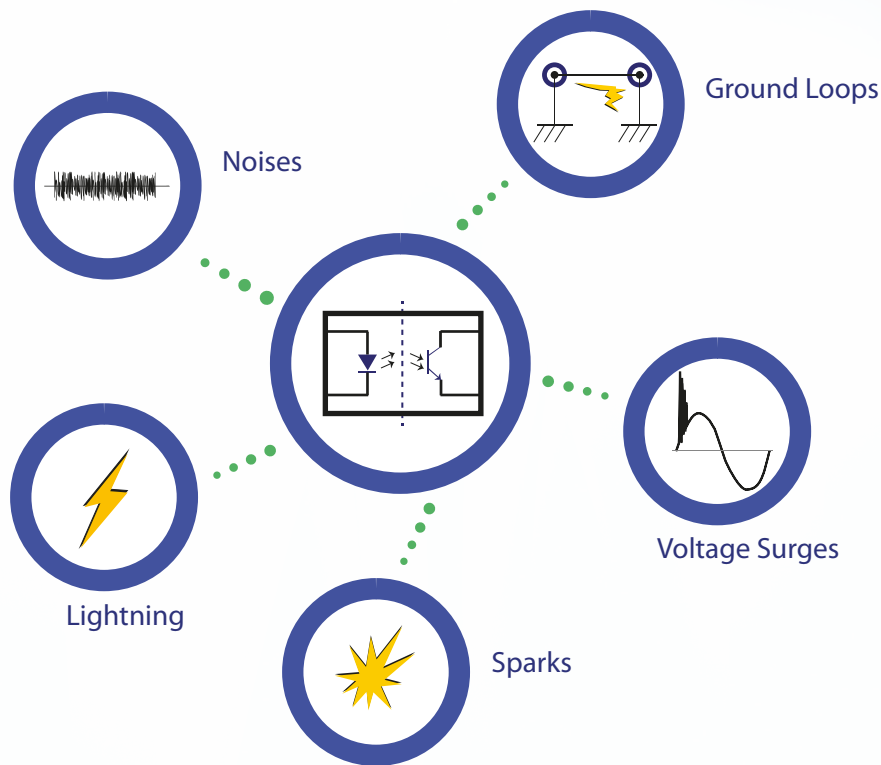 Ground Loops
Noises
Voltage Surges
Lightning
Sparks